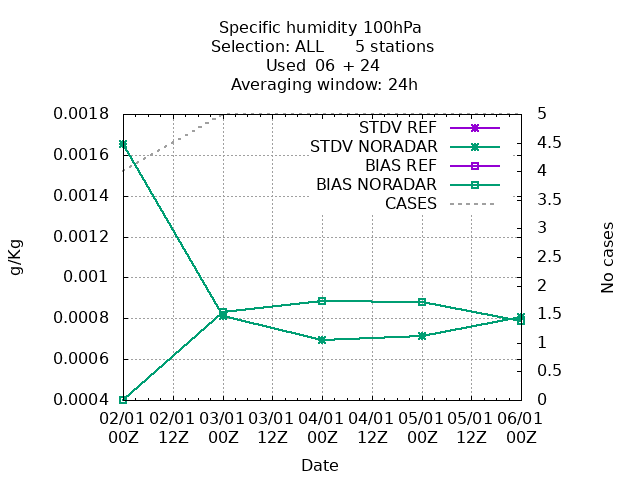 Specific humidity 100hPa
Selection: ALL 5 stations
Used 06 + 24
Averaging window: 24h
0.0018
0.0016
0.0014
0.0012
0.001
0.0008
0.0006
0.0004
g/Kg
STDV REF
STDV NORADAR
BIAS REF
BIAS NORADAR
CASES
5
4.5
4
3.5
3
2.5
2
1.5
1
0.5
0
No cases
02/01 02/01 03/01 03/01 04/01 04/01 05/01 05/01 06/01
00Z 12Z 00Z 12Z 00Z 12Z 00Z 12Z 00Z
Date